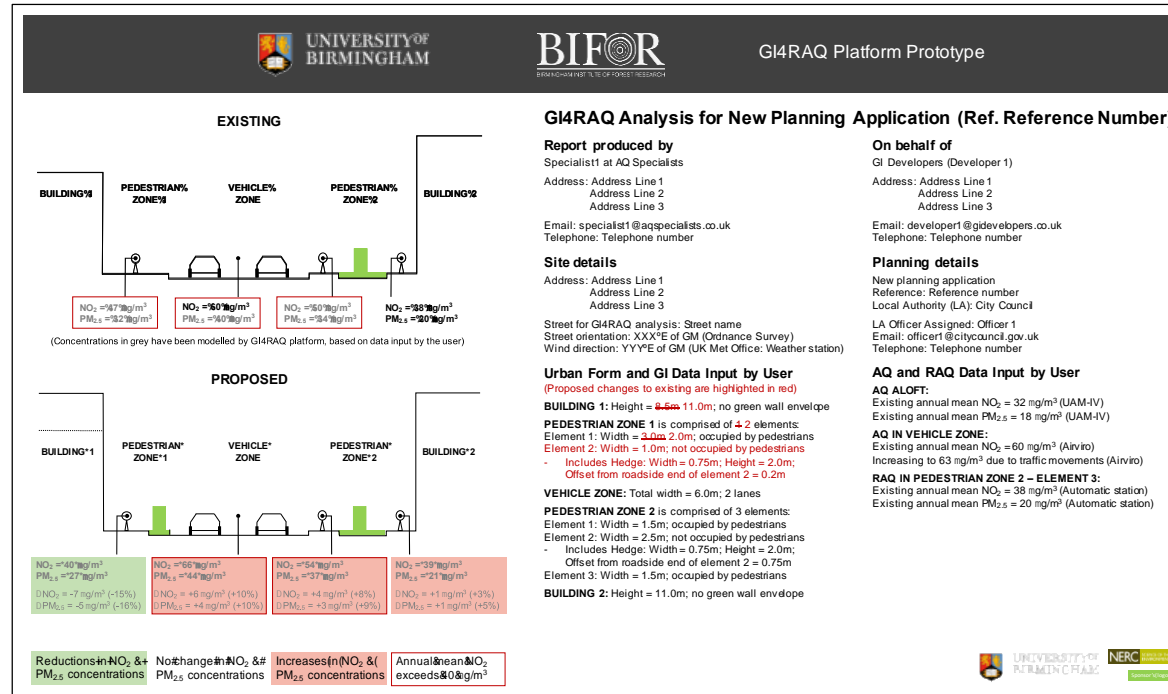 UNIVERSITY OF
BIRMINGHAM
BIFOR
BIRMINGHAM INSTITUTE OF FOREST RESEARCH
GI4RAQ Platform Prototype
EXISTING
BUILDING%1
PEDESTRIAN%
ZONE%1
VEHICLE%
ZONE
PEDESTRIAN%
ZONE%2
BUILDING%2
NO2 =%47%mg/m3
PM2.5 =%32%mg/m3
NO2 =%60%mg/m3
PM2.5 =%40%mg/m3
NO2 =%50%mg/m3
PM2.5 =%34%mg/m3
NO2 =%38%mg/m3
PM2.5 =%20%mg/m3
(Concentrations in grey have been modelled by GI4RAQ platform, based on data input by the user)
PROPOSED
BUILDING*1
PEDESTRIAN*
ZONE*1
VEHICLE*
ZONE
PEDESTRIAN*
ZONE*2
BUILDING*2
NO2 =*40*mg/m3
PM2.5 =*27*mg/m3
DNO2 = -7 mg/m3 (-15%)
DPM2.5 = -5 mg/m3 (-16%)
NO2 =*66*mg/m3
PM2.5 =*44*mg/m3
DNO2 = +6 mg/m3 (+10%)
DPM2.5 = +4 mg/m3 (+10%)
NO2 =*54*mg/m3
PM2.5 =*37*mg/m3
DNO2 = +4 mg/m3 (+8%)
DPM2.5 = +3 mg/m3 (+9%)
NO2 =*39*mg/m3
PM2.5 =*21*mg/m3
DNO2 = +1 mg/m3 (+3%)
DPM2.5 = +1 mg/m3 (+5%)
Reductions+in+NO2 &+
PM2.5 concentrations
No#change#in#NO2 &#
PM2.5 concentrations
Increases(in(NO2 &(
PM2.5 concentrations
Annual&mean&NO2
exceeds&40&mg/m3
GI4RAQ Analysis for New Planning Application (Ref. Reference Number)
Report produced by
Specialist1 at AQ Specialists
Address: Address Line 1
Address Line 2
Address Line 3
Email: specialist1@aqspecialists.co.uk
Telephone: Telephone number
Site details
Address: Address Line 1
Address Line 2
Address Line 3
Street for GI4RAQ analysis: Street name
Street orientation: XXXºE of GM (Ordnance Survey)
Wind direction: YYYºE of GM (UK Met Office: Weather station)
Urban Form and GI Data Input by User
(Proposed changes to existing are highlighted in red)
BUILDING 1: Height = 8.5m 11.0m; no green wall envelope
PEDESTRIAN ZONE 1 is comprised of 1 2 elements:
Element 1: Width = 3.0m 2.0m; occupied by pedestrians
Element 2: Width = 1.0m; not occupied by pedestrians
- Includes Hedge: Width = 0.75m; Height = 2.0m;
Offset from roadside end of element 2 = 0.2m
VEHICLE ZONE: Total width = 6.0m; 2 lanes
PEDESTRIAN ZONE 2 is comprised of 3 elements:
Element 1: Width = 1.5m; occupied by pedestrians
Element 2: Width = 2.5m; not occupied by pedestrians
- Includes Hedge: Width = 0.75m; Height = 2.0m;
Offset from roadside end of element 2 = 0.75m
Element 3: Width = 1.5m; occupied by pedestrians
BUILDING 2: Height = 11.0m; no green wall envelope
On behalf of
GI Developers (Developer 1)
Address: Address Line 1
Address Line 2
Address Line 3
Email: developer1@gidevelopers.co.uk
Telephone: Telephone number
Planning details
New planning application
Reference: Reference number
Local Authority (LA): City Council
LA Officer Assigned: Officer 1
Email: officer1@citycouncil.gov.uk
Telephone: Telephone number
AQ and RAQ Data Input by User
AQ ALOFT:
Existing annual mean NO2 = 32 mg/m3 (UAM-IV)
Existing annual mean PM2.5 = 18 mg/m3 (UAM-IV)
AQ IN VEHICLE ZONE:
Existing annual mean NO2 = 60 mg/m3 (Airviro)
Increasing to 63 mg/m3 due to traffic movements (Airviro)
RAQ IN PEDESTRIAN ZONE 2 – ELEMENT 3:
Existing annual mean NO2 = 38 mg/m3 (Automatic station)
Existing annual mean PM2.5 = 20 mg/m3 (Automatic station)
UNIVERSITY OF
BIRMINGHAM
NERC